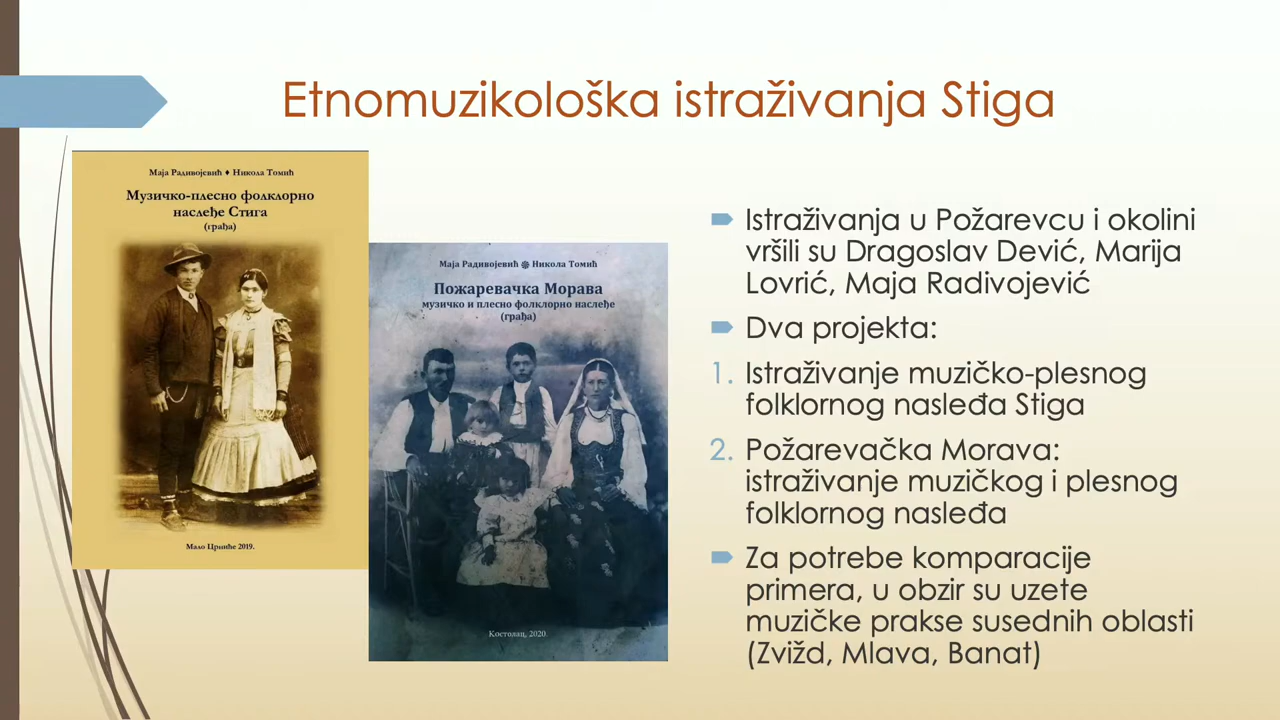 Etnomuzikološka istraživanja Stiga
Маја Радивојевић ♦ Никола Томић
Музичко-плесно фолклорно
наслеђе Стига
(грађа)
Мало Црниће 2019.
Маја Радивојевић ❁ Никола Томић
Пожаревачка Морава
музичко и плесно фолклорно наслеђе
(грађа)
Костолац, 2020.
Istraživanja u Požarevcu i okolini
vršili su Dragoslav Dević, Marija
Lovrić, Maja Radivojević
Dva projekta:
1. Istraživanje muzičko-plesnog
folklornog nasleđa Stiga
2. Požarevačka Morava:
istraživanje muzičkog i plesnog
folklornog nasleđa
Za potrebe komparacije
primera, u obzir su uzete
muzičke prakse susednih oblasti
(Zvižd, Mlava, Banat)